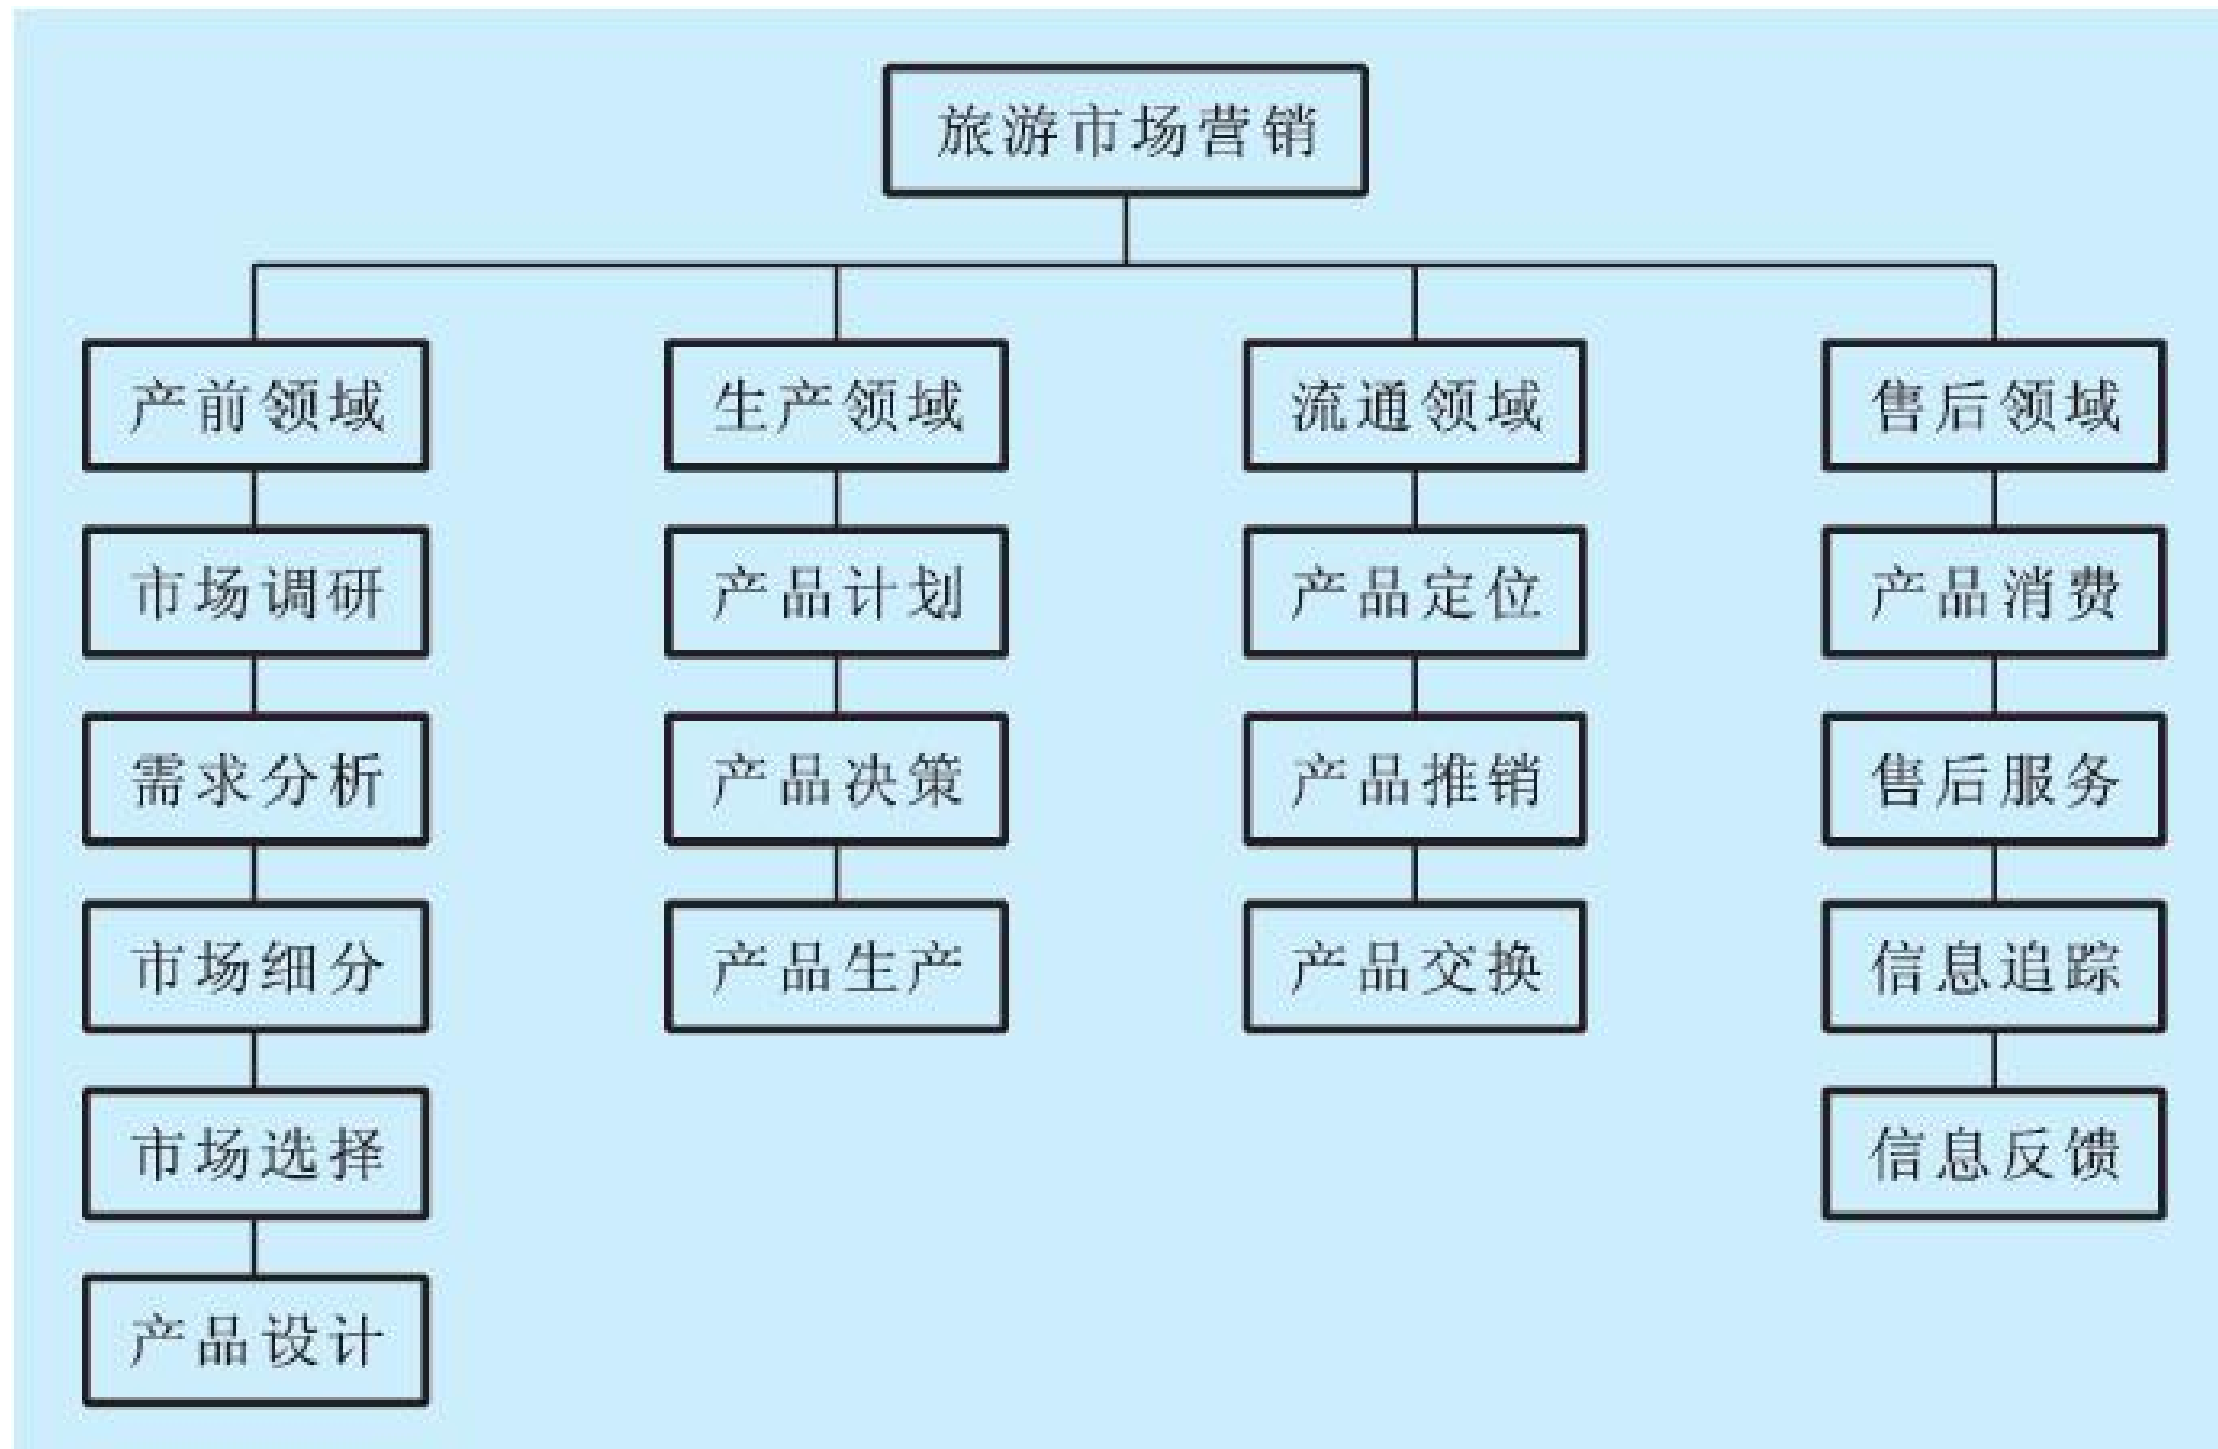 旅游市场营销
产前领域
生产领域
流通领域
售后领域
市场调研
产品计划
产品定位
产品消费
需求分析
产品决策
产品推销
售后服务
市场细分
产品生产
产品交换
信息追踪
市场选择
信息反馈
产品设计